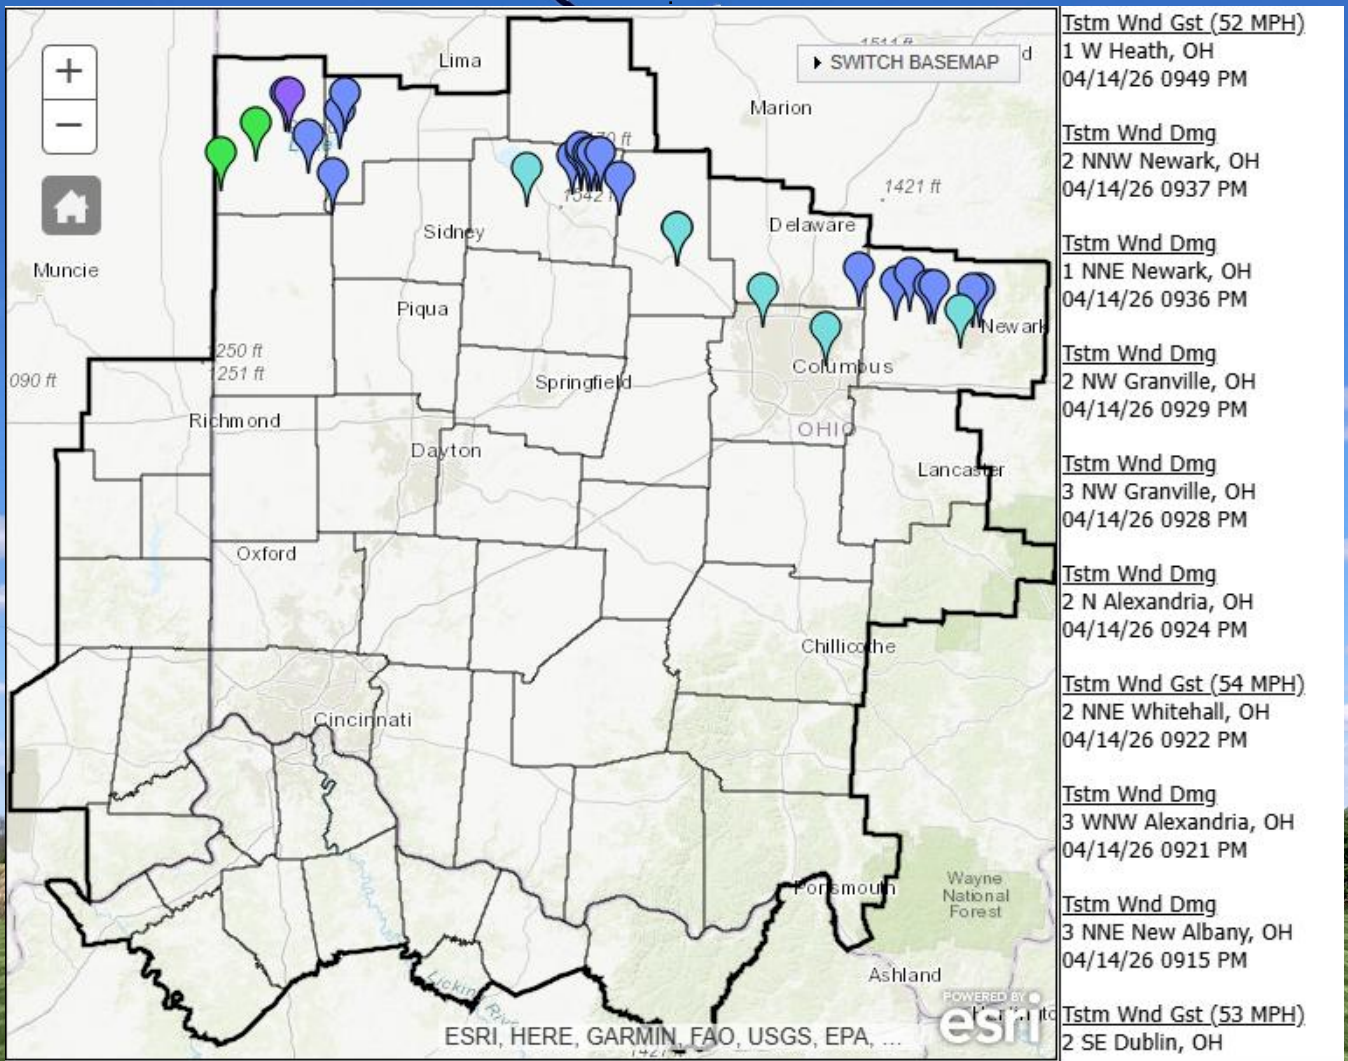 Lima
1511 ft
d
SWITCH BASEMAP
Marion
1421 ft
Delaware
Sidney
Muncie
Piqua
Newark
1250 ft
1251 ft
090 ft
Columbus
Springfield
Richmond
OHIO
Dayton
Lancaster
Oxford
Chillicothe
Cincinnati
Portsmouth
Wayne
National
Forest
Ashland
Licking
POWERED BY
esri
ESRI, HERE, GARMIN, FAO, USGS, EPA, ...
Tstm Wnd Gst (52 MPH)
1 W Heath, OH
04/14/26 0949 PM
Tstm Wnd Dmg
2 NNW Newark, OH
04/14/26 0937 PM
Tstm Wnd Dmg
1 NNE Newark, OH
04/14/26 0936 PM
Tstm Wnd Dmg
2 NW Granville, OH
04/14/26 0929 PM
Tstm Wnd Dmg
3 NW Granville, OH
04/14/26 0928 PM
Tstm Wnd Dmg
2 N Alexandria, OH
04/14/26 0924 PM
Tstm Wnd Gst (54 MPH)
2 NNE Whitehall, OH
04/14/26 0922 PM
Tstm Wnd Dmg
3 WNW Alexandria, OH
04/14/26 0921 PM
Tstm Wnd Dmg
3 NNE New Albany, OH
04/14/26 0915 PM
Tstm Wnd Gst (53 MPH)
2 SE Dublin, OH